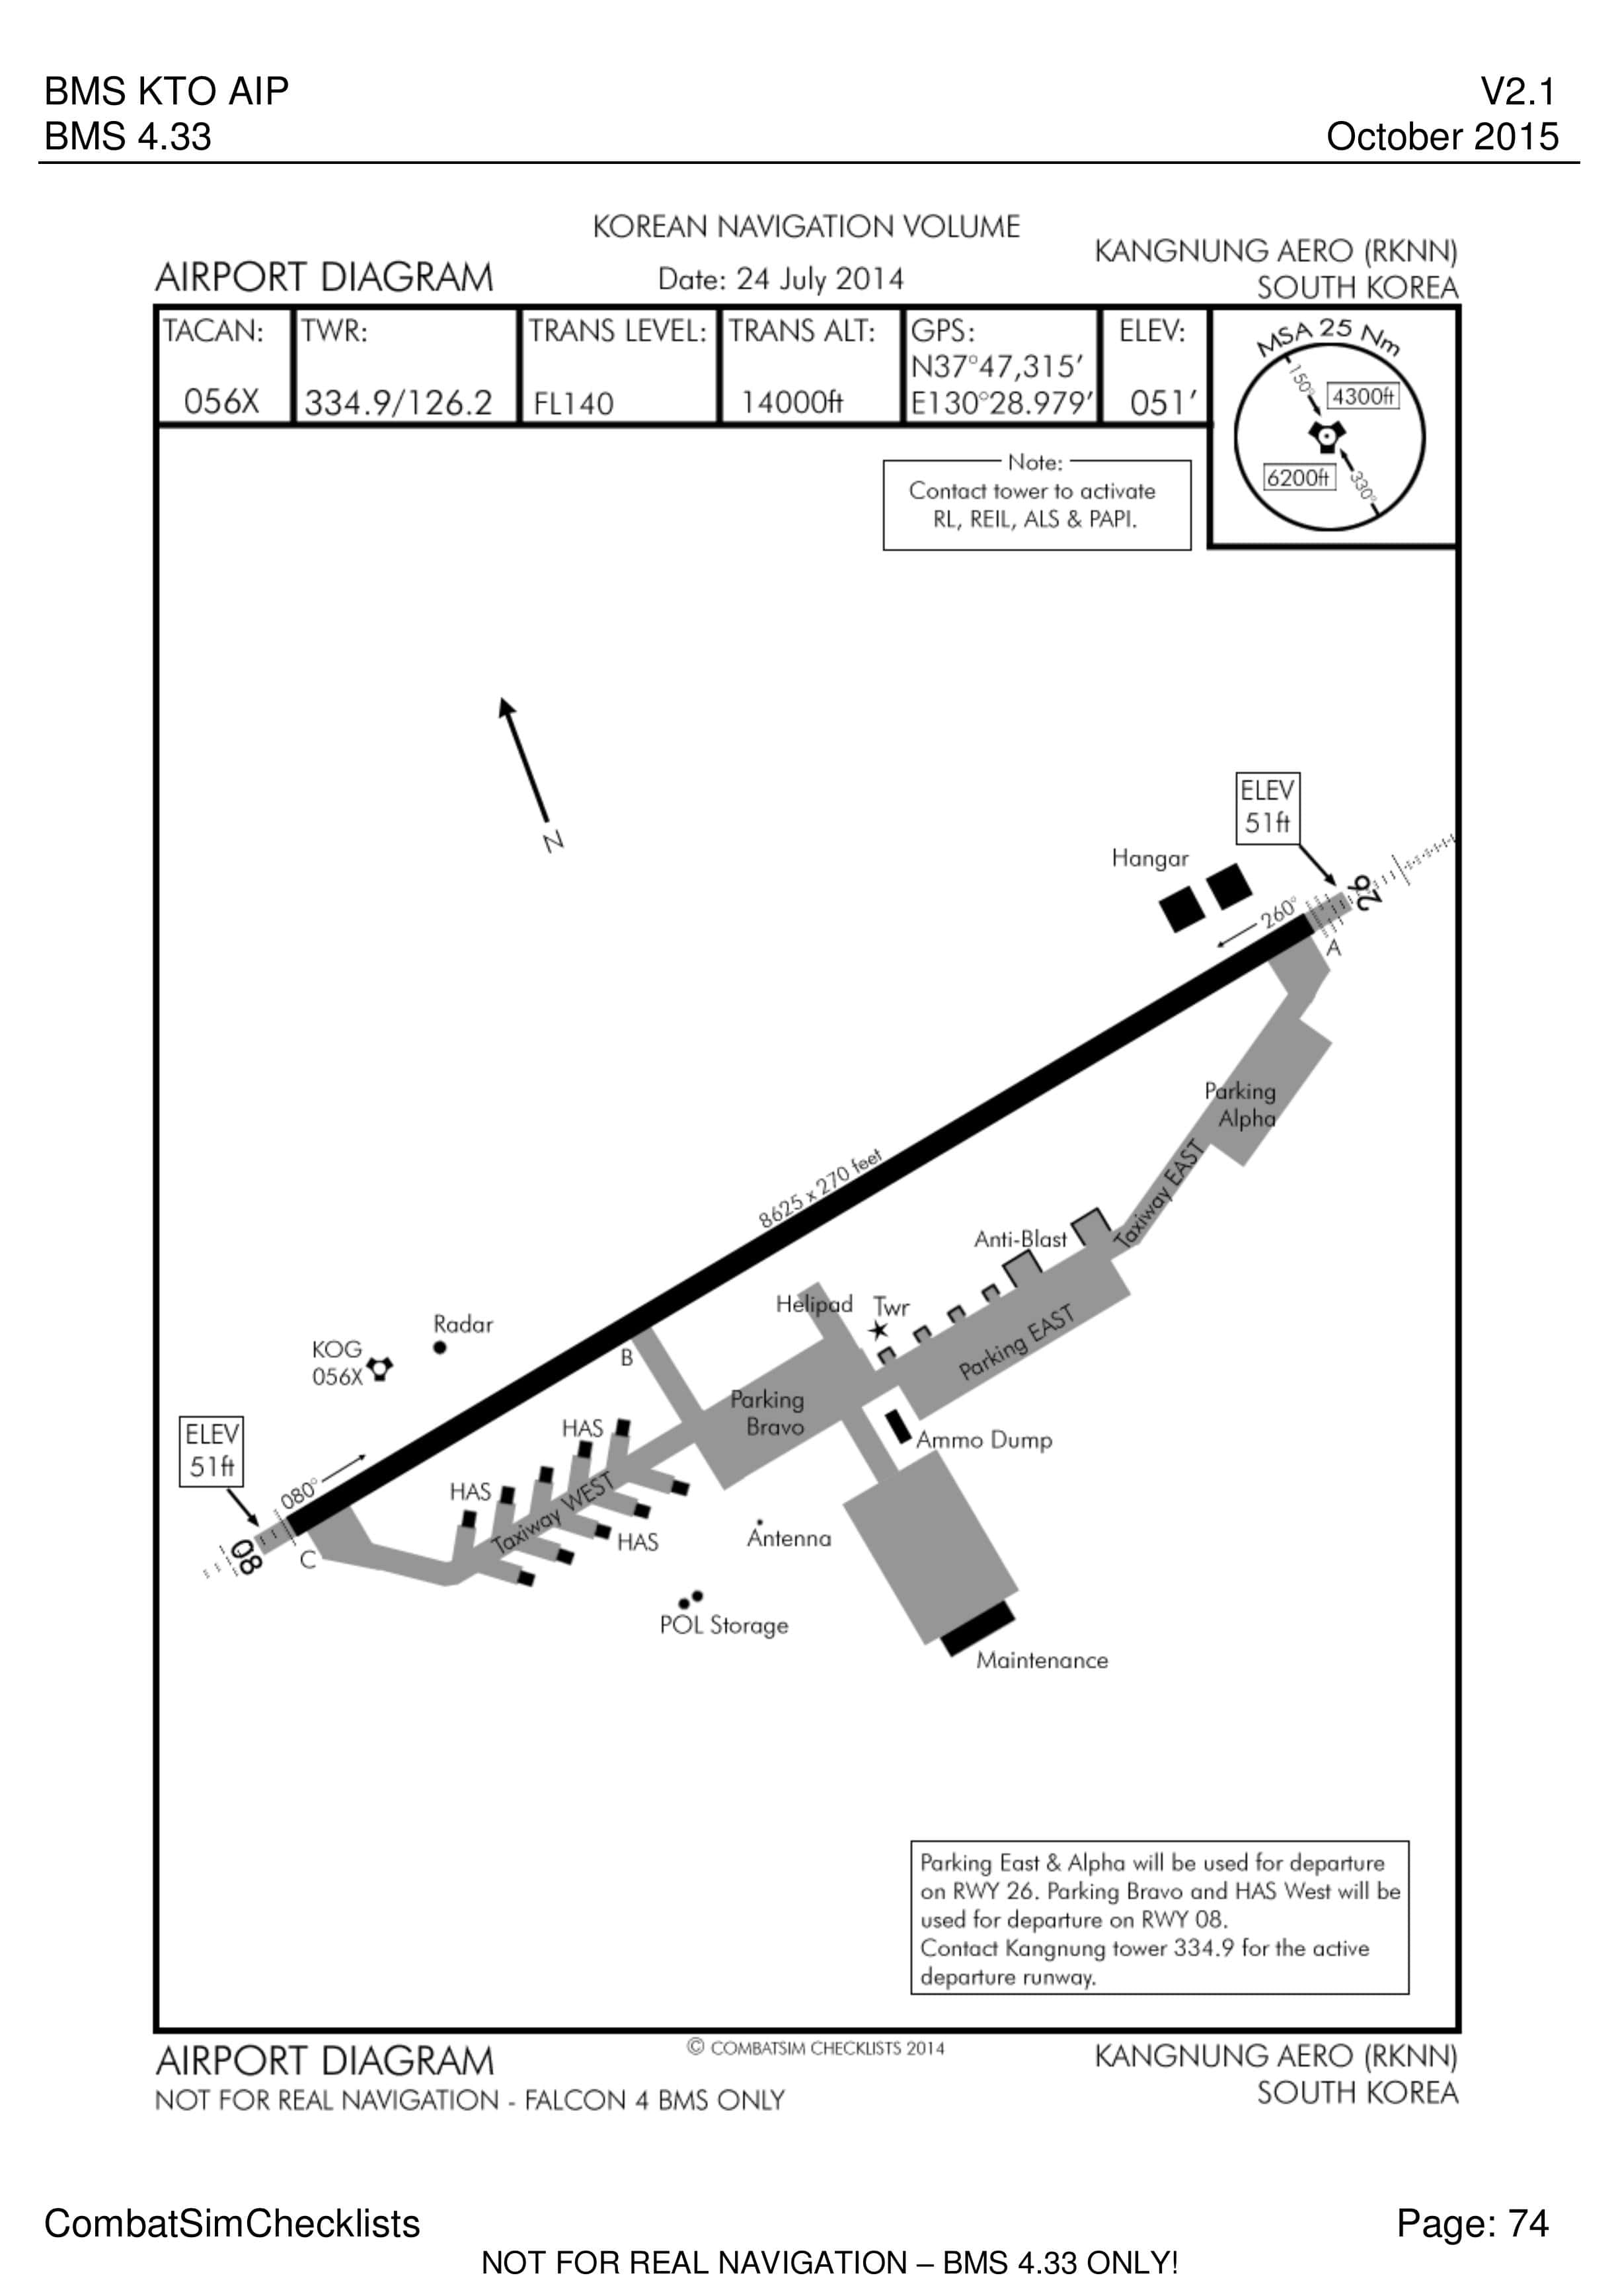 BMS KTO AIP
V2.1
BMS 4.33
October 2015
KOREAN NAVIGATION VOLUME
KANGNUNG AERO (RKNN)
AIRPORT DIAGRAM
Date: 24 July 2014
SOUTH KOREA
TACAN:
056X
TWR:
334.9/126.2
TRANS LEVEL:
FL140
TRANS ALT:
14000ft
GPS:
N37°47,315'
E130°28.979'
ELEV:
051'
MSA 25 Nm
150°
4300ft
6200ft
330°
Note:
Contact tower to activate
RL, REIL, ALS & PAPI.
N
ELEV
51ft
Hangar
26
260°
A
Parking
Alpha
8625 x 270 feet
Taxiway EAST
Anti-Blast
Helipad
Twr
Radar
KOG
056X
B
Parking EAST
Parking
Bravo
HAS
Ammo Dump
ELEV
51ft
080°
HAS
Taxiway WEST
HAS
Antenna
08
C
POL Storage
Maintenance
Parking East & Alpha will be used for departure
on RWY 26. Parking Bravo and HAS West will be
used for departure on RWY 08.
Contact Kangnung tower 334.9 for the active
departure runway.
AIRPORT DIAGRAM
© COMBATSIM CHECKLISTS 2014
KANGNUNG AERO (RKNN)
NOT FOR REAL NAVIGATION - FALCON 4 BMS ONLY
SOUTH KOREA
CombatSimChecklists
Page: 74
NOT FOR REAL NAVIGATION – BMS 4.33 ONLY!